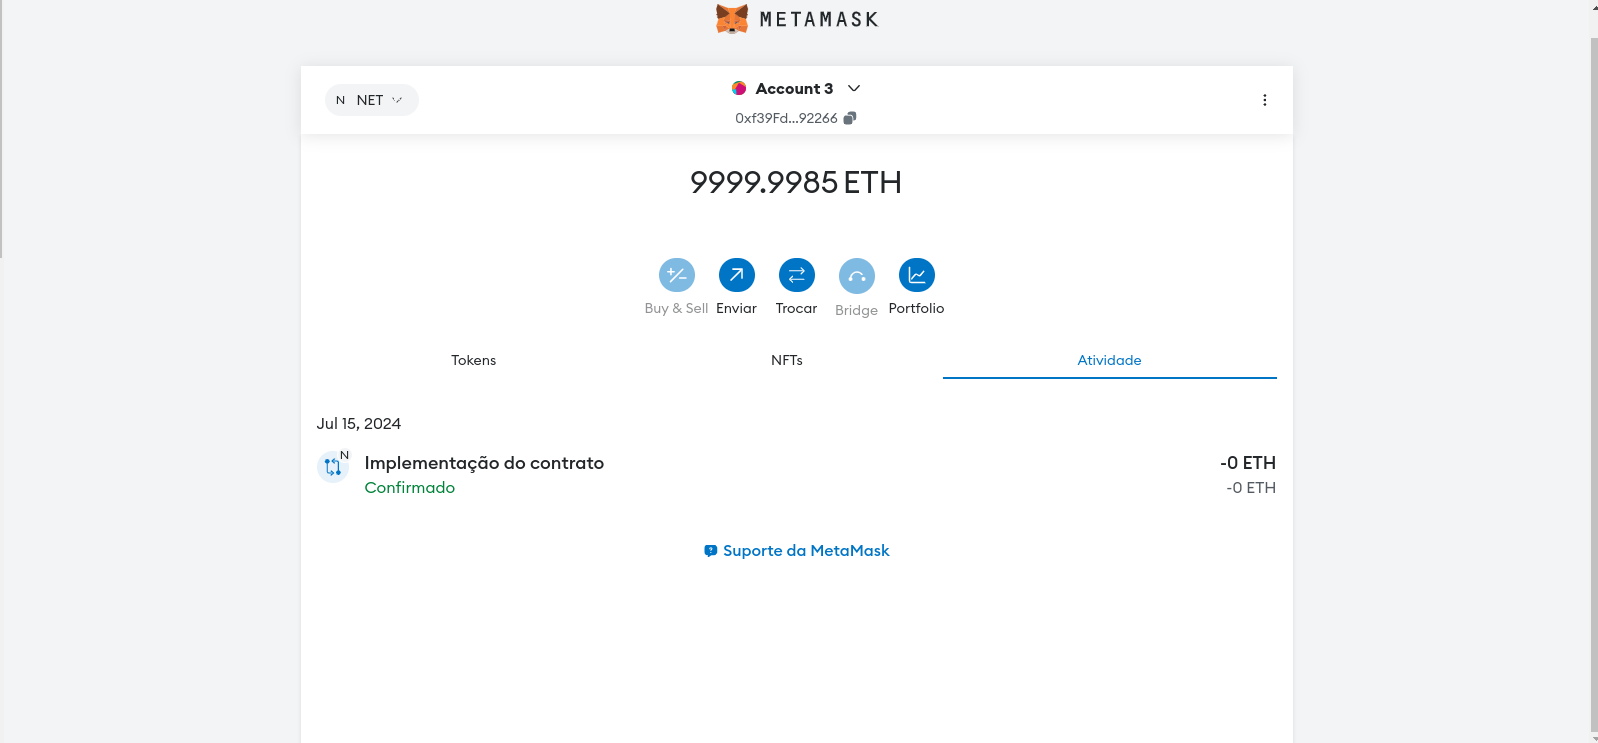 METAMASK
N NET
Account 3
0xf39Fd...92266
9999.9985 ETH
Buy & Sell
Enviar
Trocar
Bridge
Portfolio
Tokens
NFTs
Atividade
Jul 15, 2024
N
Implementação do contrato
-0 ETH
Confirmado
-0 ETH
Suporte da MetaMask